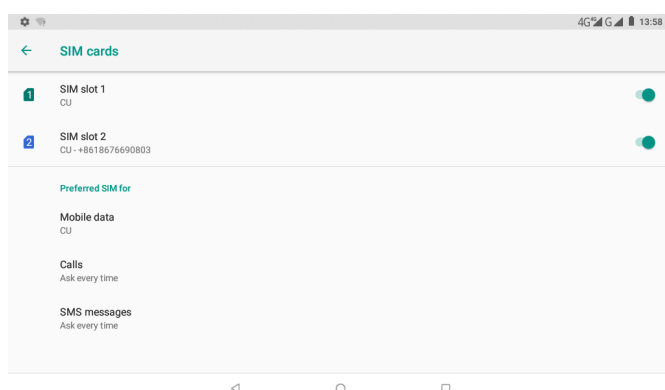 4G 4G G 13:58
SIM cards
1
SIM slot 1
CU
2
SIM slot 2
CU - +8618676690803
Preferred SIM for
Mobile data
CU
Calls
Ask every time
SMS messages
Ask every time